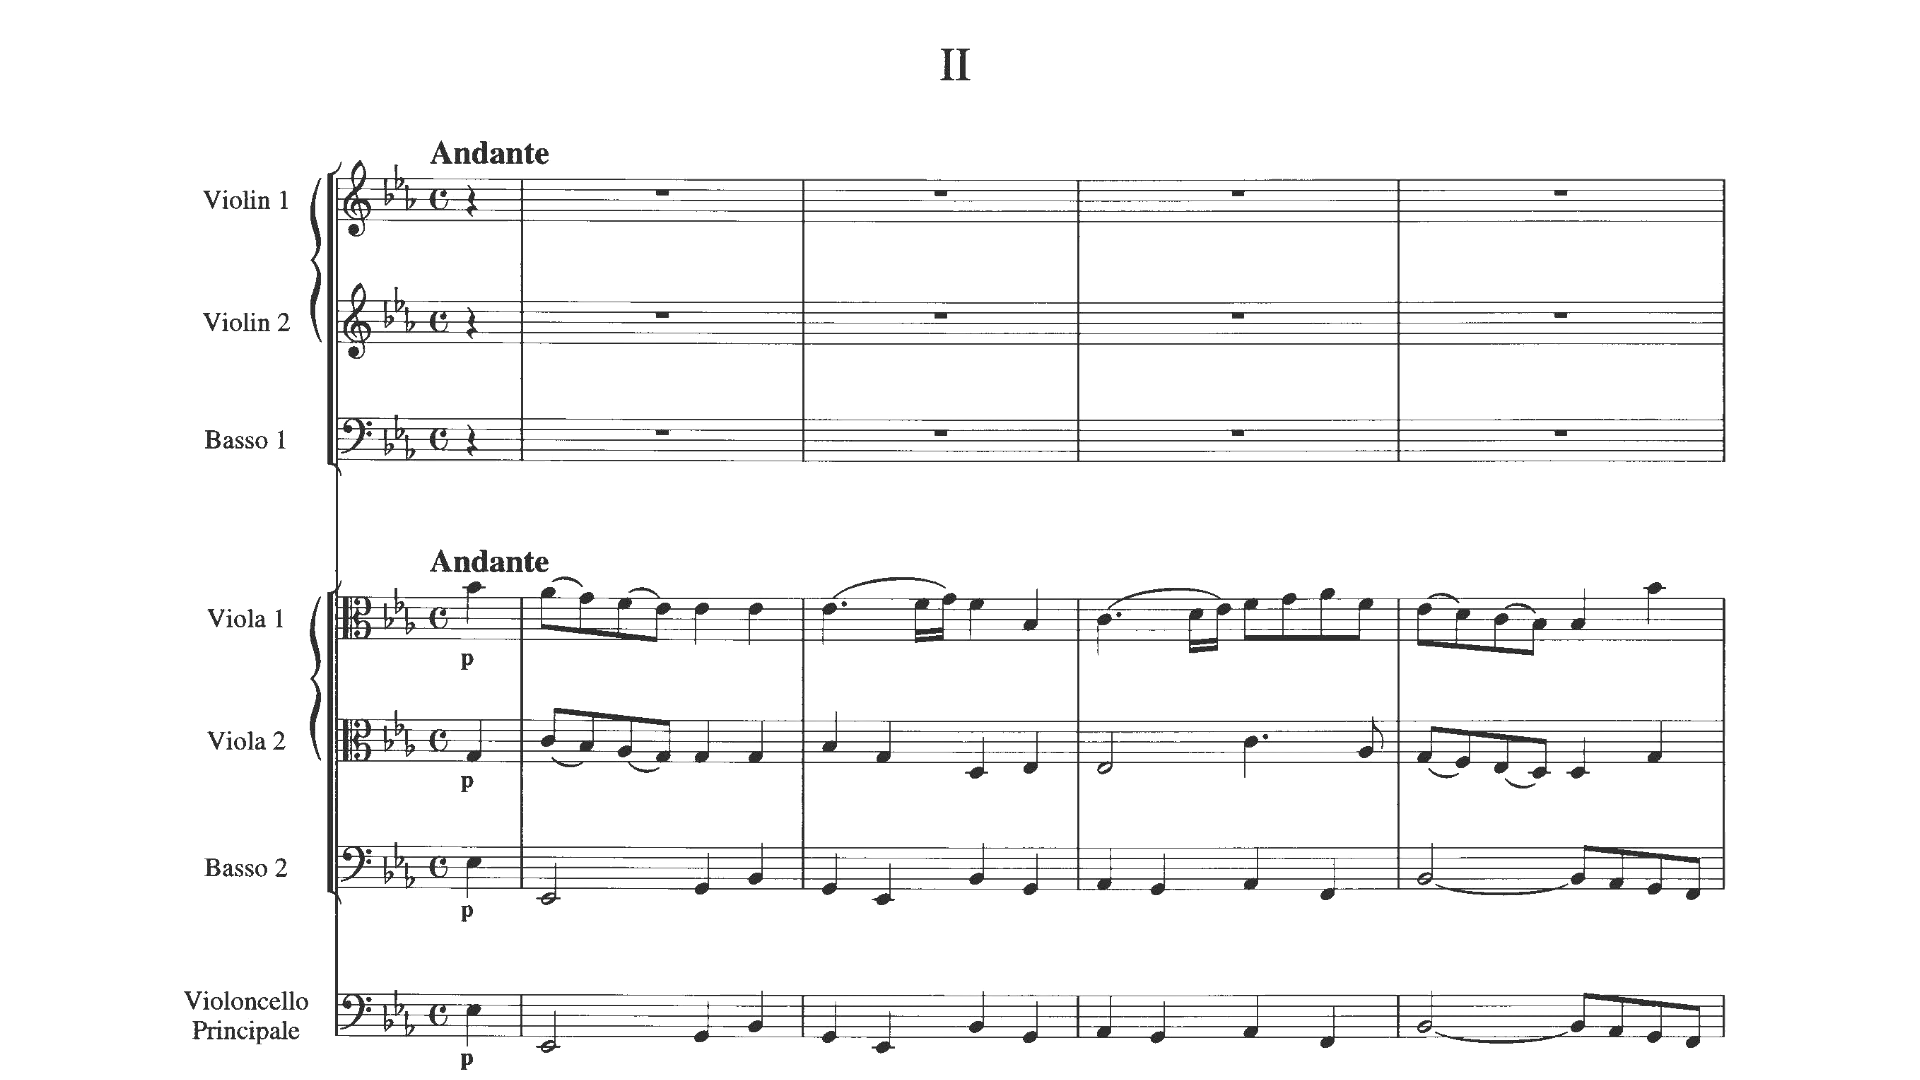 II
Andante
Violin 1
Violin 2
Basso 1
Andante
Viola 1
p
Viola 2
p
Basso 2
p
Violoncello
Principale
p